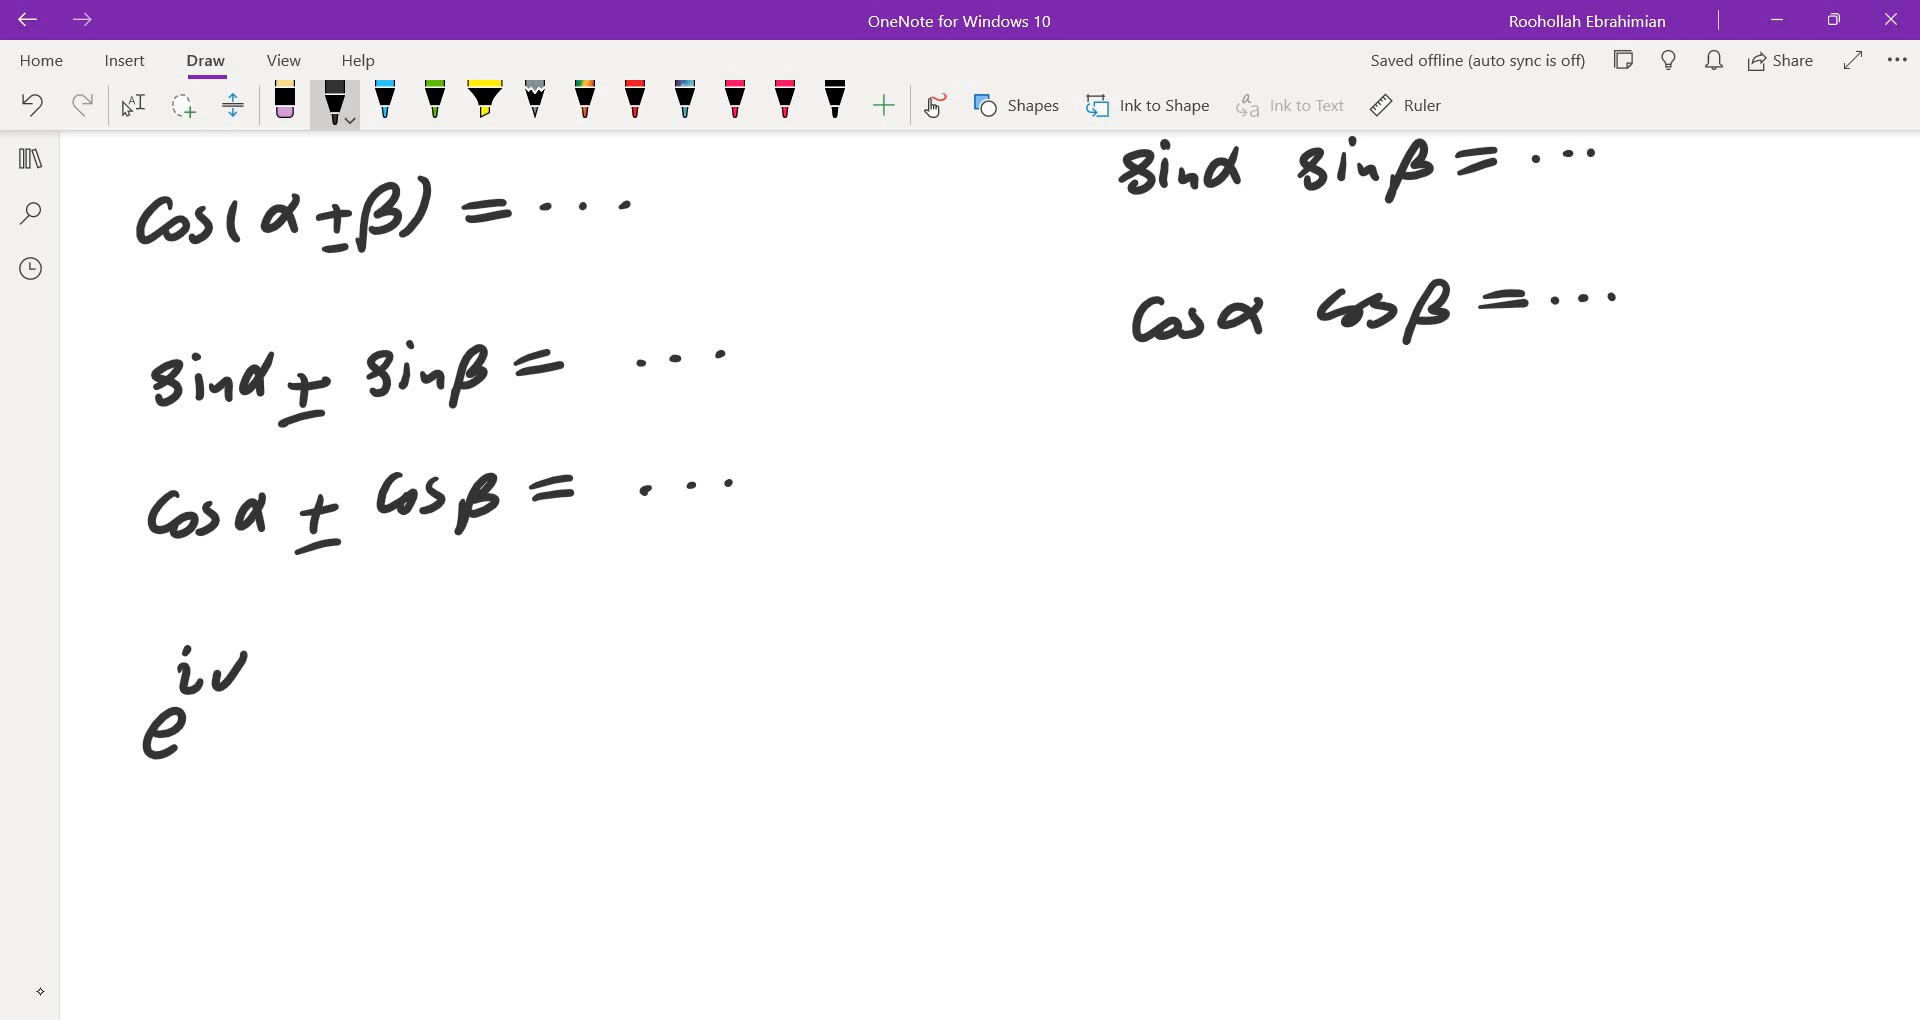 OneNote for Windows 10
Roohollah Ebrahimian
Home Insert Draw View Help
Saved offline (auto sync is off) Share
Shapes Ink to Shape Ink to Text Ruler
cos(α ± β) = ...
sinα ± sinβ = ...
cosα ± cosβ = ...
e^{iv}
sinα sinβ = ...
cosα cosβ = ...